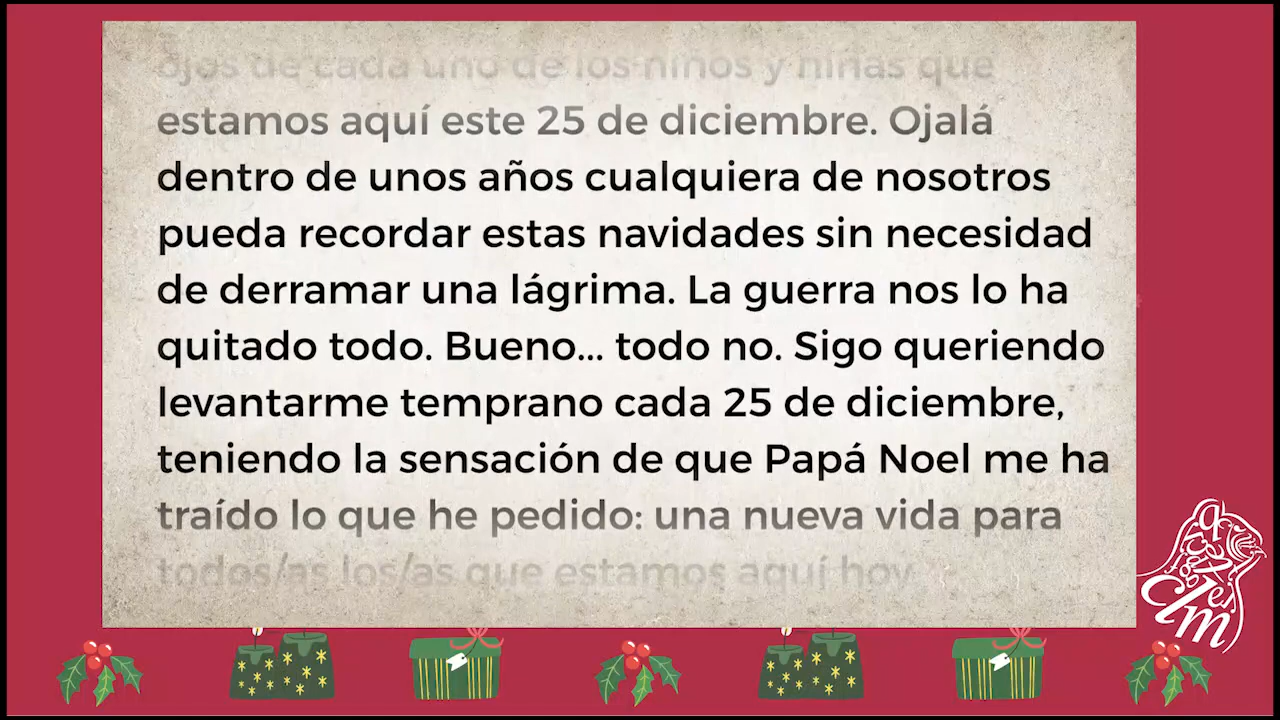 ojos de cada uno de los niños y niñas que
estamos aquí este 25 de diciembre. Ojalá
dentro de unos años cualquiera de nosotros
pueda recordar estas navidades sin necesidad
de derramar una lágrima. La guerra nos lo ha
quitado todo. Bueno... todo no. Sigo queriendo
levantarme temprano cada 25 de diciembre,
teniendo la sensación de que Papá Noel me ha
traído lo que he pedido: una nueva vida para
todos/as los/as que estamos aquí hoy.